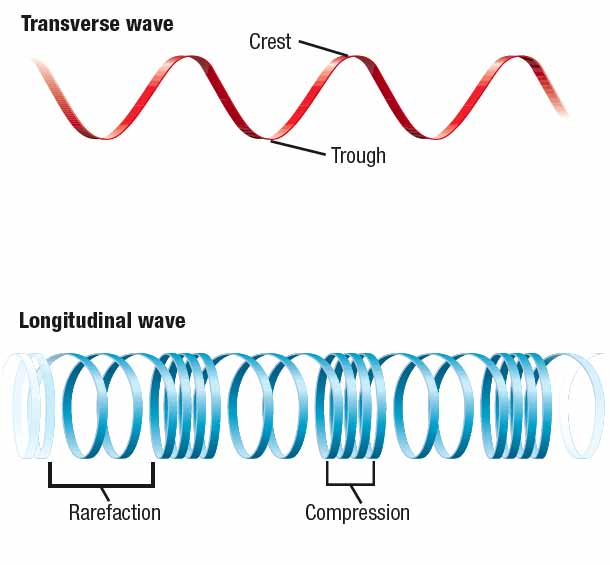 Transverse wave
Crest
Trough
Longitudinal wave
Rarefaction
Compression